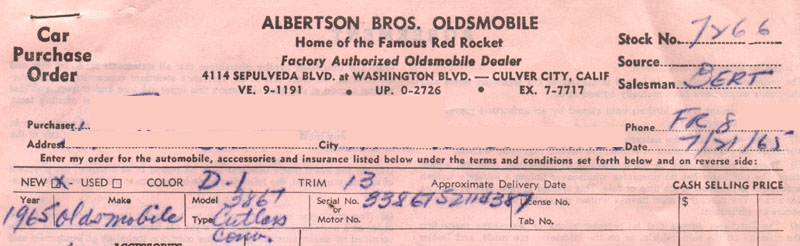 Car
Purchase
Order
ALBERTSON BROS. OLDSMOBILE
Home of the Famous Red Rocket
Factory Authorized Oldsmobile Dealer
4114 SEPULVEDA BLVD. at WASHINGTON BLVD. — CULVER CITY, CALIF
VE. 9-1191 • UP. 0-2726 • EX. 7-7717
Stock No. 7866
Source
Salesman BERT
Purchaser
Phone FR 8
Address City Date 7/21/65
Enter my order for the automobile, acccessories and insurance listed below under the terms and conditions set forth below and on reverse side:
NEW X USED COLOR D-1 TRIM 13 Approximate Delivery Date CASH SELLING PRICE
Year Make Model 3867 Serial No. License No. $
1965 Oldsmobile Type Cutlass or
Conv. Motor No. Tab No.
ACCESSORIES